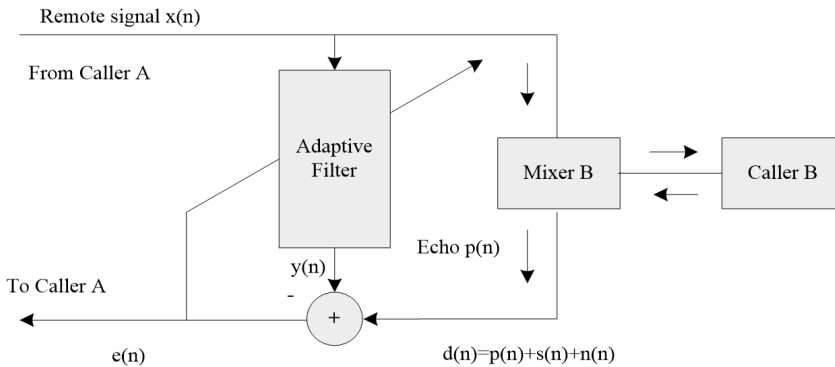 Remote signal x(n)
From Caller A
Adaptive
Filter
Mixer B
Caller B
Echo p(n)
y(n)
To Caller A
-
+
e(n)
d(n)=p(n)+s(n)+n(n)